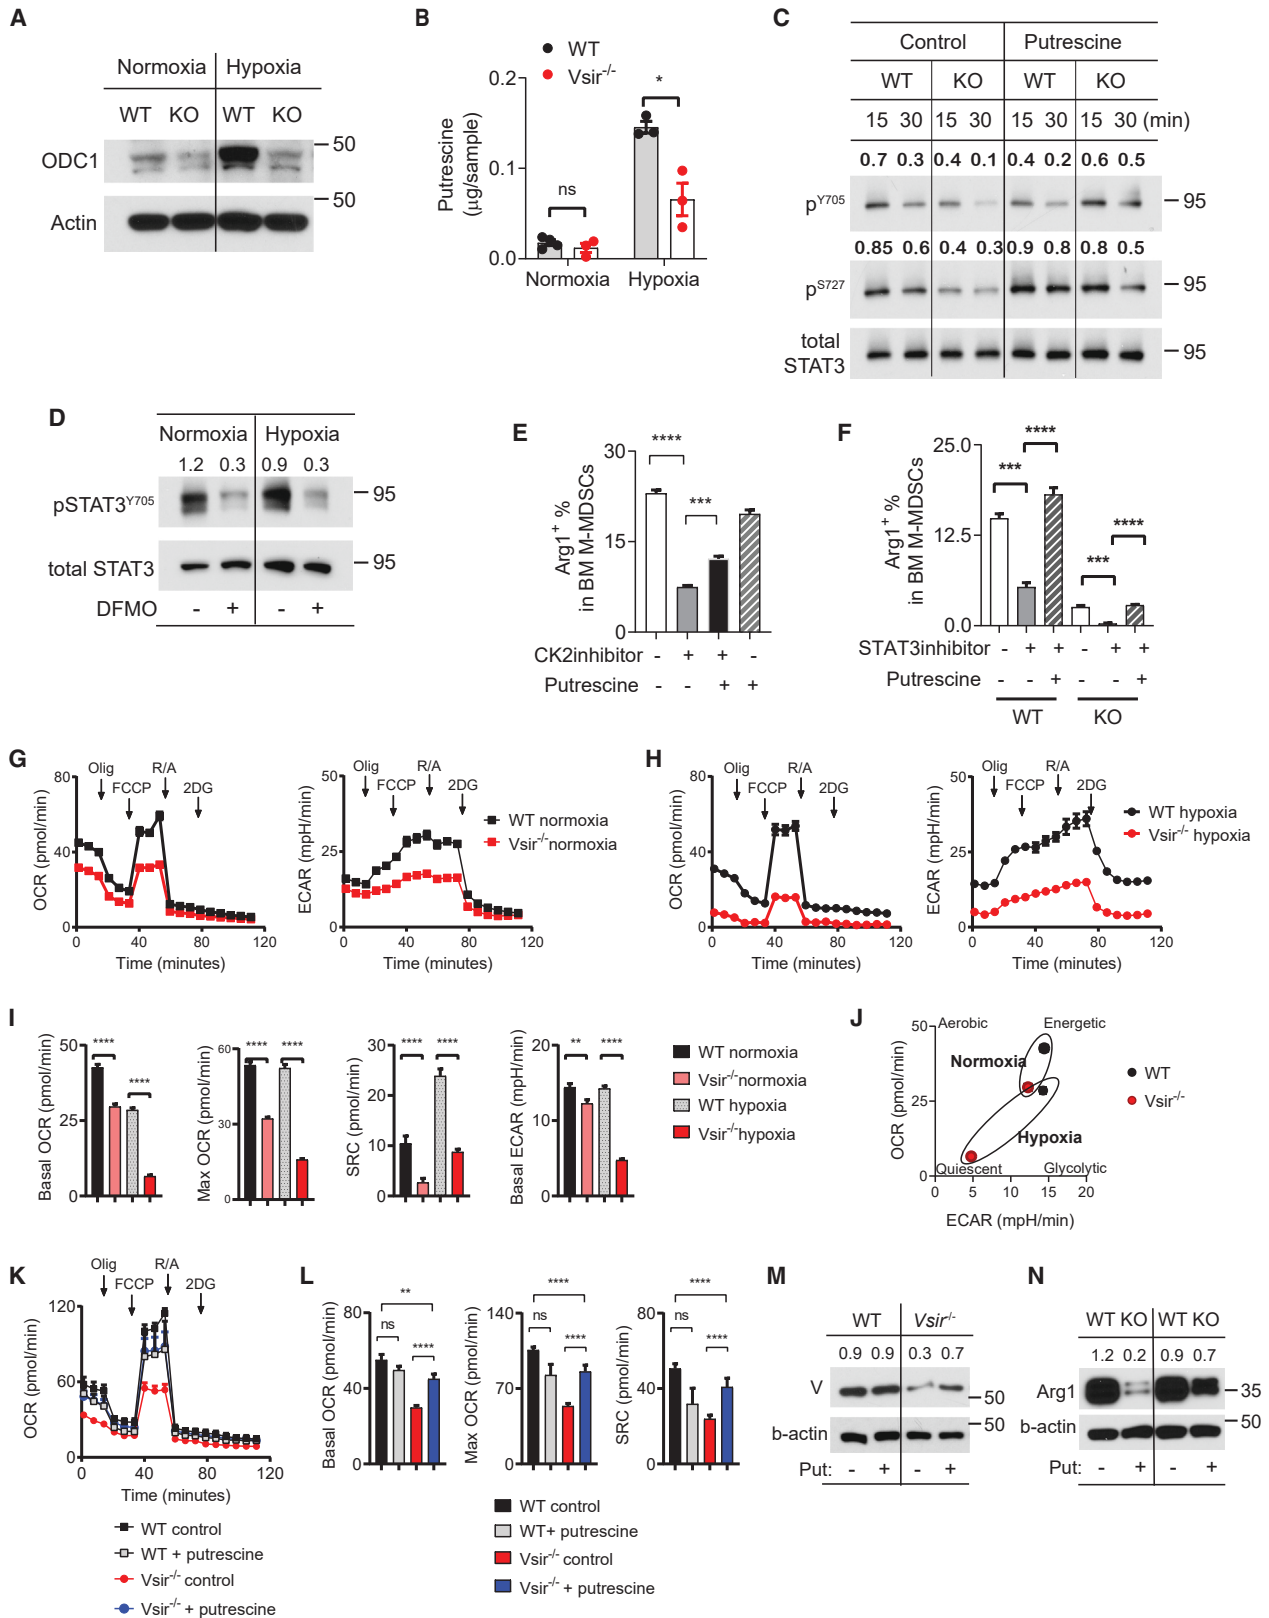 A
Normoxia Hypoxia
WT KO WT KO
ODC1
50
50
Actin
B
WT
Vsir-/-
Putrescine
(µg/sample)
0.2
0.1
0.0
ns
*
Normoxia Hypoxia
C
Control Putrescine
WT KO WT KO
15 30 15 30 15 30 15 30 (min)
0.7 0.3 0.4 0.1 0.4 0.2 0.6 0.5
pY705
95
0.85 0.6 0.4 0.3 0.9 0.8 0.8 0.5
pS727
95
total
STAT3
95
D
Normoxia Hypoxia
1.2 0.3 0.9 0.3
pSTAT3Y705
95
total STAT3
95
DFMO - + - +
E
Arg1+ %
in BM M-MDSCs
30
15
0
****
***
CK2inhibitor - + + -
Putrescine - - + +
F
Arg1+ %
in BM M-MDSCs
25.0
12.5
0.0
***
****
***
****
STAT3inhibitor - + + - + +
Putrescine - - + - - +
WT KO
G
OCR (pmol/min)
80
40
0
Olig
FCCP
R/A
2DG
0 40 80 120
Time (minutes)
ECAR (mpH/min)
50
25
0
Olig
FCCP
R/A
2DG
0 40 80 120
Time (minutes)
WT normoxia
Vsir-/- normoxia
H
OCR (pmol/min)
80
40
0
Olig
FCCP
R/A
2DG
0 40 80 120
Time (minutes)
ECAR (mpH/min)
50
25
0
Olig
FCCP
R/A
2DG
0 40 80 120
Time (minutes)
WT hypoxia
Vsir-/- hypoxia
I
Basal OCR (pmol/min)
50
25
0
****
****
Max OCR (pmol/min)
60
30
0
****
****
SRC (pmol/min)
30
20
10
0
****
****
Basal ECAR (mpH/min)
20
10
0
**
****
WT normoxia
Vsir-/- normoxia
WT hypoxia
Vsir-/- hypoxia
J
OCR (pmol/min)
50
25
0
Aerobic Energetic
Normoxia
Hypoxia
Quiescent Glycolytic
0 5 10 15 20
ECAR (mpH/min)
WT
Vsir-/-
K
OCR (pmol/min)
120
60
0
Olig
FCCP
R/A
2DG
0 40 80 120
Time (minutes)
WT control
WT + putrescine
Vsir-/- control
Vsir-/- + putrescine
L
Basal OCR (pmol/min)
80
40
0
**
ns
****
Max OCR (pmol/min)
140
70
0
****
ns
****
SRC (pmol/min)
80
40
0
****
ns
****
WT control
WT+ putrescine
Vsir-/- control
Vsir-/- + putrescine
M
WT Vsir-/-
0.9 0.9 0.3 0.7
V
50
50
b-actin
Put: - + - +
N
WT KO WT KO
1.2 0.2 0.9 0.7
Arg1
35
50
b-actin
Put: - + - +